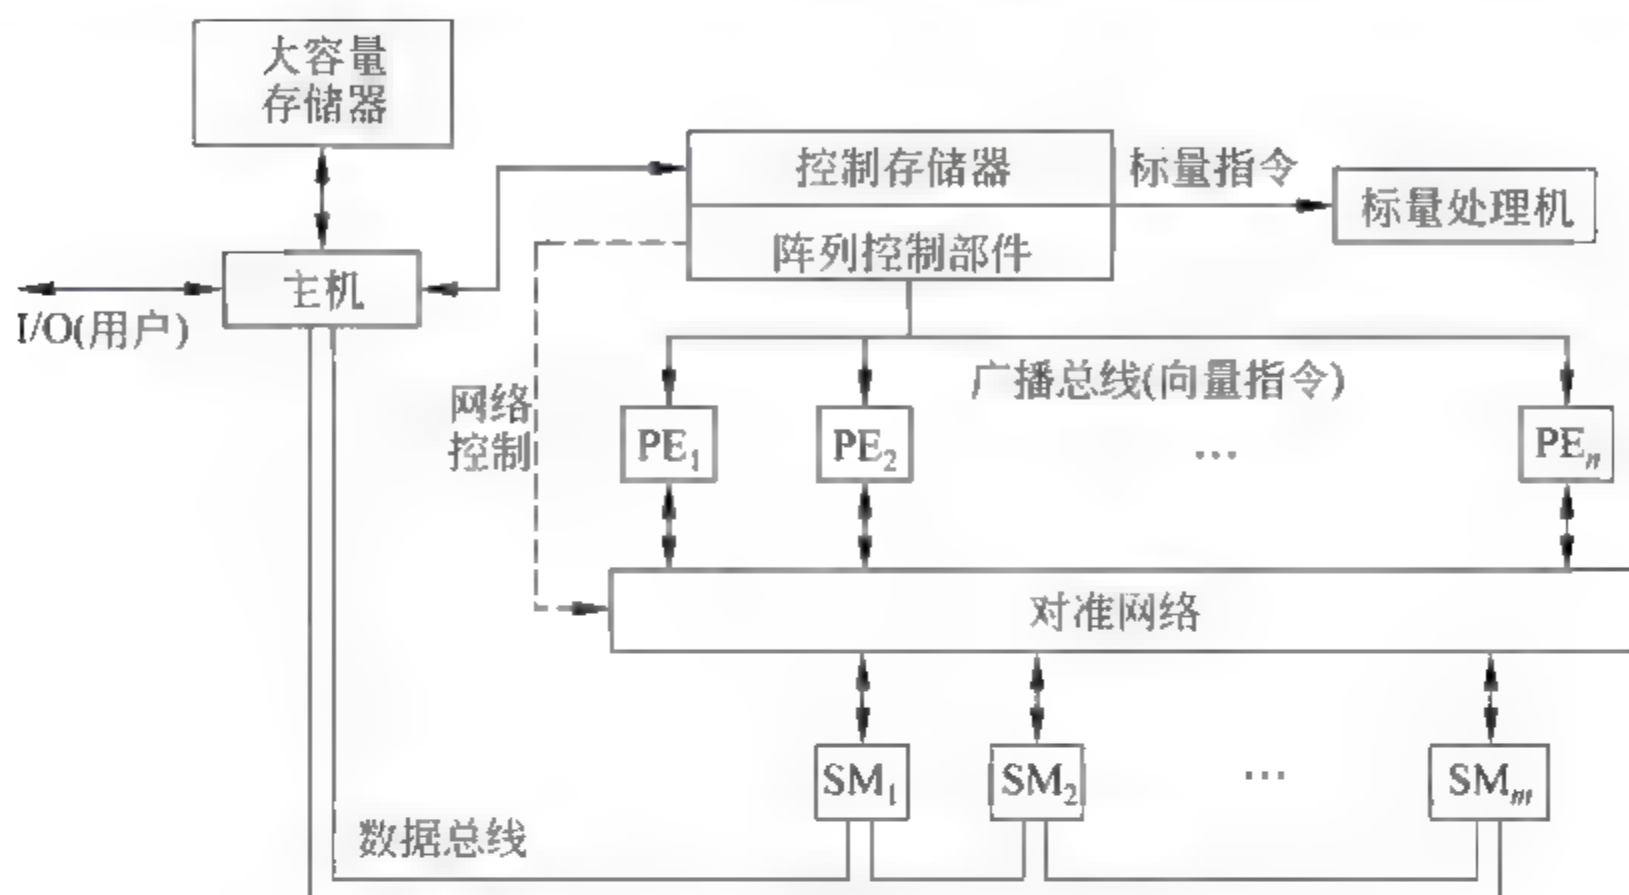 大容量
存储器
控制存储器
标量指令
标量处理机
阵列控制部件
主机
I/O(用户)
广播总线(向量指令)
网络
控制
PE₁
PE₂
…
PEₙ
对准网络
SM₁
SM₂
…
SMₘ
数据总线